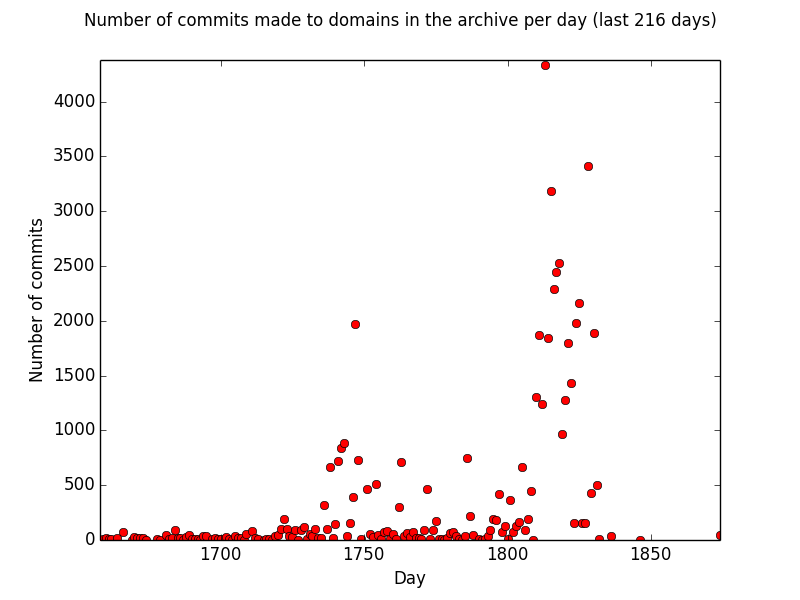 Number of commits made to domains in the archive per day (last 216 days)
4000
3500
3000
2500
2000
1500
1000
500
0
Number of commits
1700 1750 1800 1850
Day